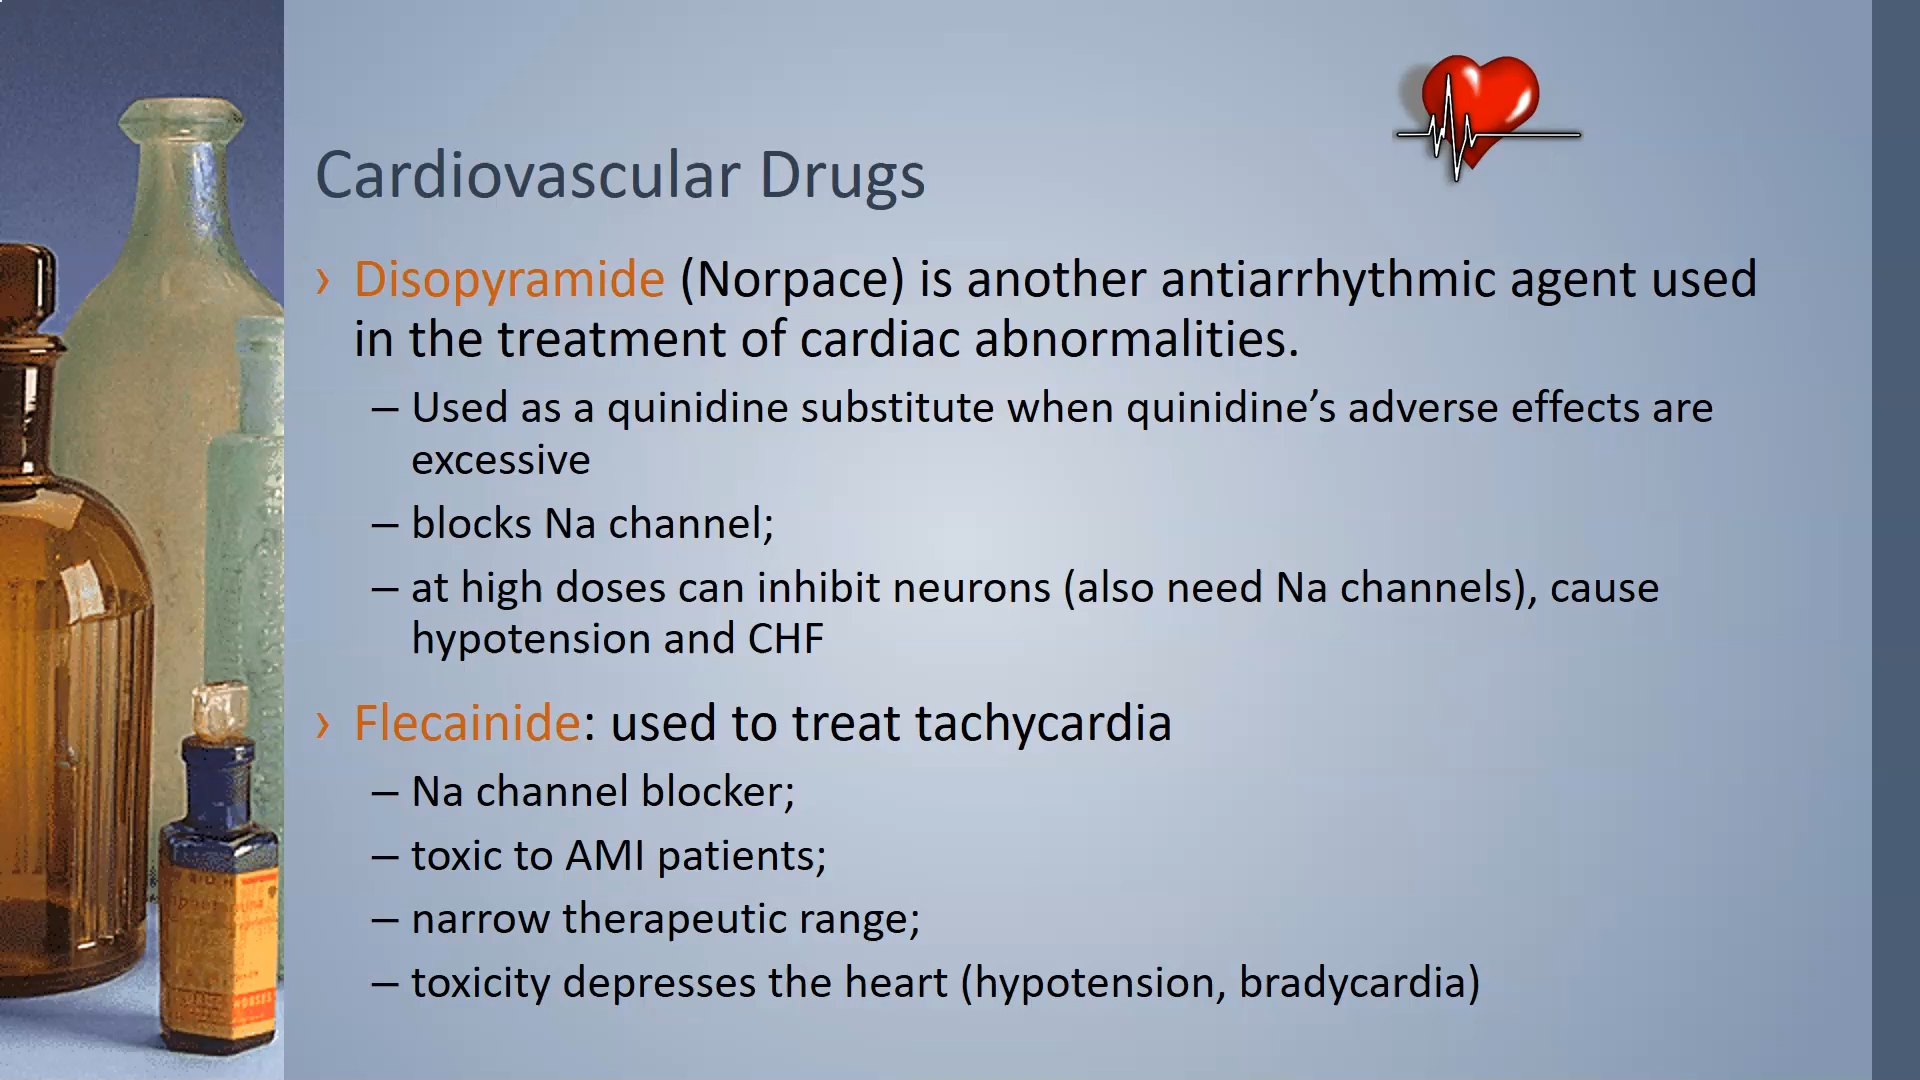 Cardiovascular Drugs
› Disopyramide (Norpace) is another antiarrhythmic agent used
in the treatment of cardiac abnormalities.
– Used as a quinidine substitute when quinidine’s adverse effects are
excessive
– blocks Na channel;
– at high doses can inhibit neurons (also need Na channels), cause
hypotension and CHF
› Flecainide: used to treat tachycardia
– Na channel blocker;
– toxic to AMI patients;
– narrow therapeutic range;
– toxicity depresses the heart (hypotension, bradycardia)